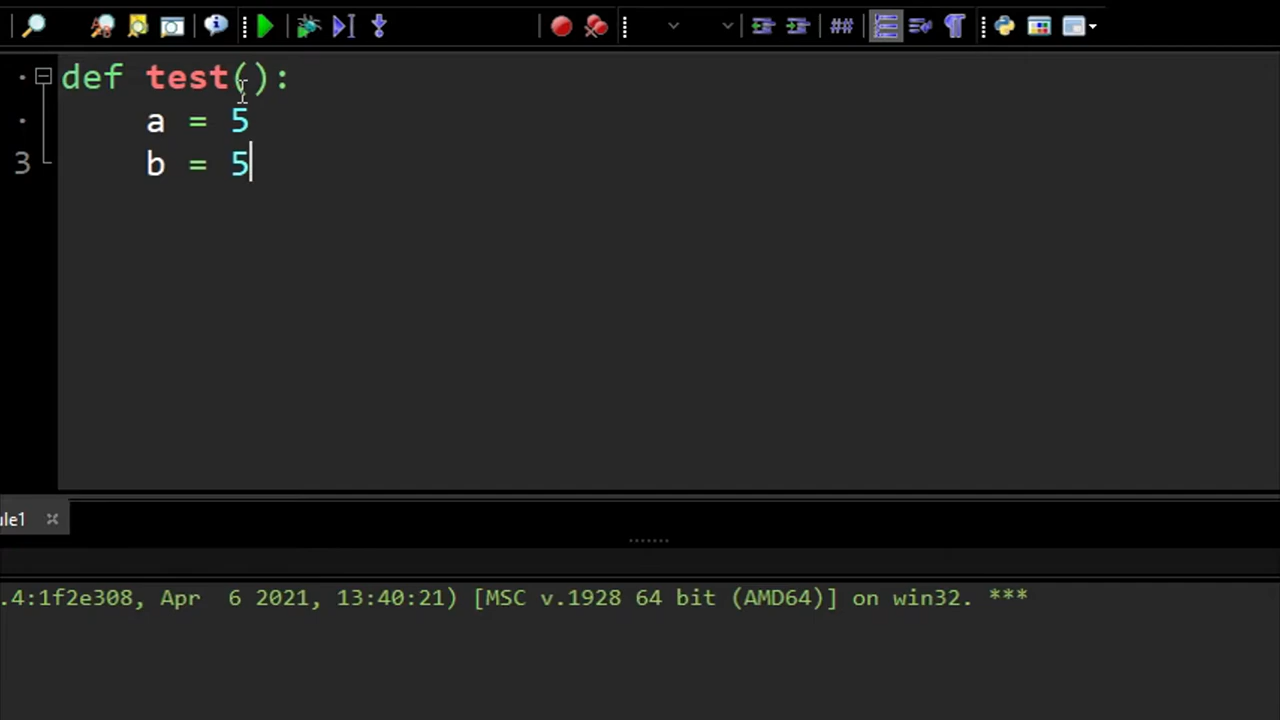 ##
def test():
a = 5
3 b = 5
ule1
.4:1f2e308, Apr  6 2021, 13:40:21) [MSC v.1928 64 bit (AMD64)] on win32. ***